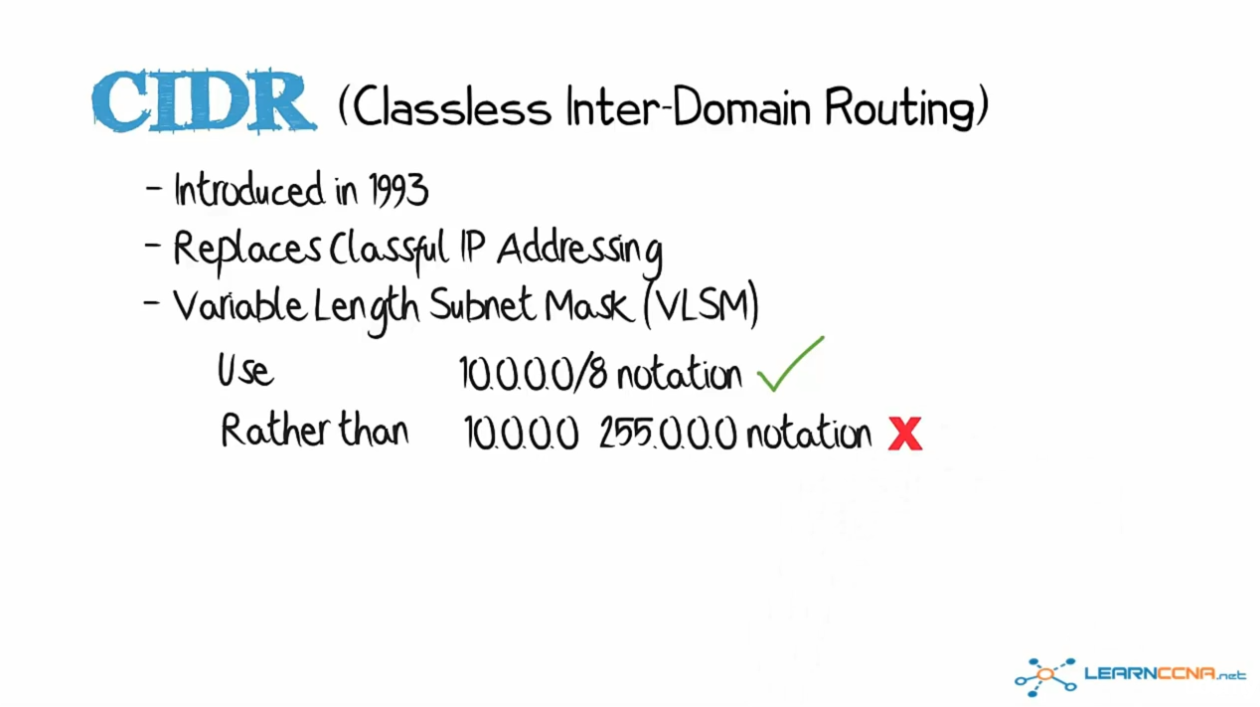 CIDR (Classless Inter-Domain Routing)
- Introduced in 1993
- Replaces Classful IP Addressing
- Variable Length Subnet Mask (VLSM)
Use 10.0.0.0/8 notation
Rather than 10.0.0.0 255.0.0.0 notation
LEARNCCNA.net